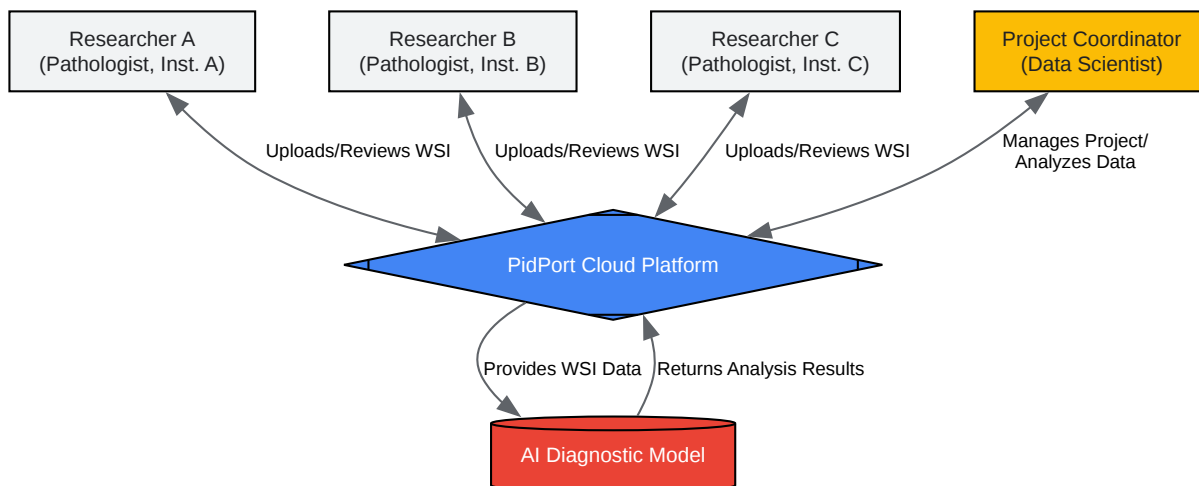 Researcher A
(Pathologist, Inst. A)
Researcher B
(Pathologist, Inst. B)
Researcher C
(Pathologist, Inst. C)
Project Coordinator
(Data Scientist)
Uploads/Reviews WSI
Uploads/Reviews WSI
Uploads/Reviews WSI
Manages Project/
Analyzes Data
PidPort Cloud Platform
Provides WSI Data
Returns Analysis Results
AI Diagnostic Model